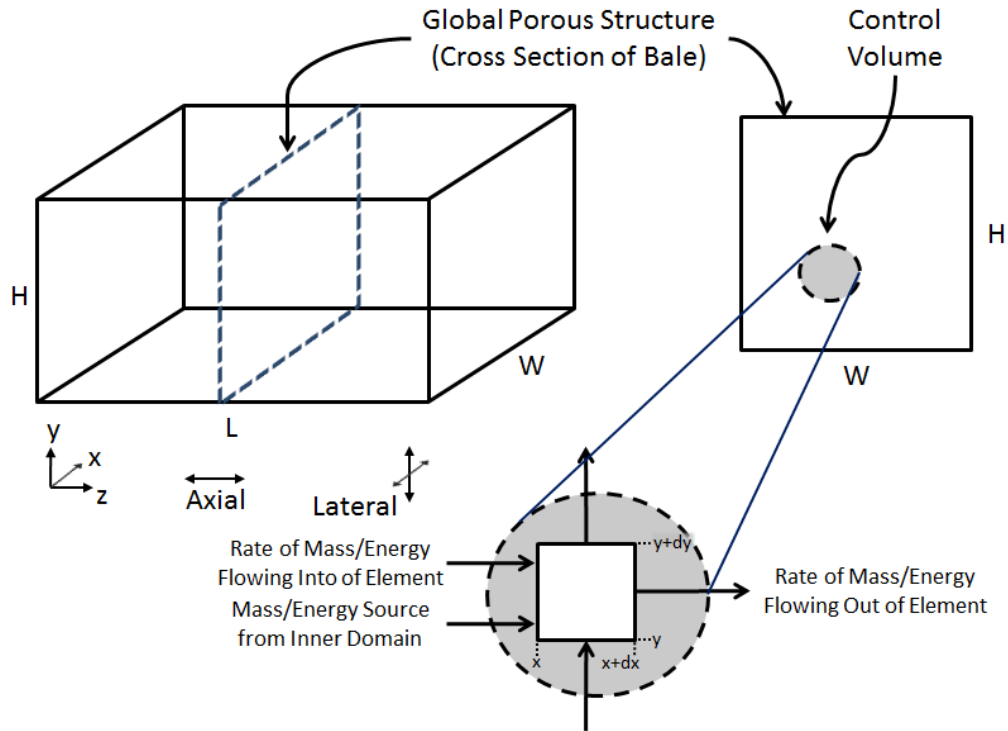 Global Porous Structure
(Cross Section of Bale)
Control
Volume
H
W
L
H
W
y
x
z
Axial
Lateral
Rate of Mass/Energy
Flowing Into of Element
Mass/Energy Source
from Inner Domain
y+dy
y
x
x+dx
Rate of Mass/Energy
Flowing Out of Element